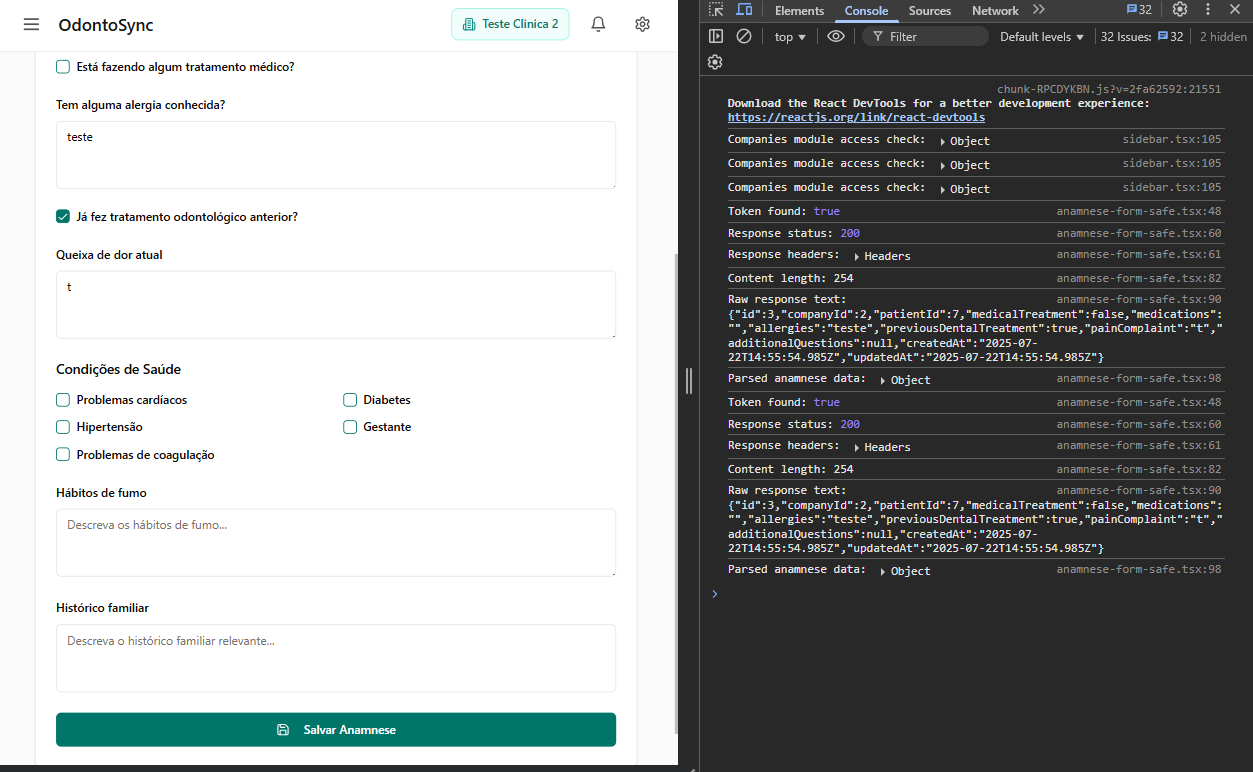 OdontoSync
Teste Clínica 2
Está fazendo algum tratamento médico?
Tem alguma alergia conhecida?
teste
Já fez tratamento odontológico anterior?
Queixa de dor atual
t
Condições de Saúde
Problemas cardíacos
Diabetes
Hipertensão
Gestante
Problemas de coagulação
Hábitos de fumo
Descreva os hábitos de fumo...
Histórico familiar
Descreva o histórico familiar relevante...
Salvar Anamnese
Elements Console Sources Network 32
top Filter Default levels 32 Issues: 32 2 hidden
chunk-RPCDYKBN.js?v=2fa62592:21551
Download the React DevTools for a better development experience:
https://reactjs.org/link/react-devtools
Companies module access check: Object sidebar.tsx:105
Companies module access check: Object sidebar.tsx:105
Companies module access check: Object sidebar.tsx:105
Token found: true anamnese-form-safe.tsx:48
Response status: 200 anamnese-form-safe.tsx:60
Response headers: Headers anamnese-form-safe.tsx:61
Content length: 254 anamnese-form-safe.tsx:82
Raw response text: anamnese-form-safe.tsx:90
{"id":3,"companyId":2,"patientId":7,"medicalTreatment":false,"medications":
"","allergies":"teste","previousDentalTreatment":true,"painComplaint":"t","
additionalQuestions":null,"createdAt":"2025-07-
22T14:55:54.985Z","updatedAt":"2025-07-22T14:55:54.985Z"}
Parsed anamnese data: Object anamnese-form-safe.tsx:98
Token found: true anamnese-form-safe.tsx:48
Response status: 200 anamnese-form-safe.tsx:60
Response headers: Headers anamnese-form-safe.tsx:61
Content length: 254 anamnese-form-safe.tsx:82
Raw response text: anamnese-form-safe.tsx:90
{"id":3,"companyId":2,"patientId":7,"medicalTreatment":false,"medications":
"","allergies":"teste","previousDentalTreatment":true,"painComplaint":"t","
additionalQuestions":null,"createdAt":"2025-07-
22T14:55:54.985Z","updatedAt":"2025-07-22T14:55:54.985Z"}
Parsed anamnese data: Object anamnese-form-safe.tsx:98